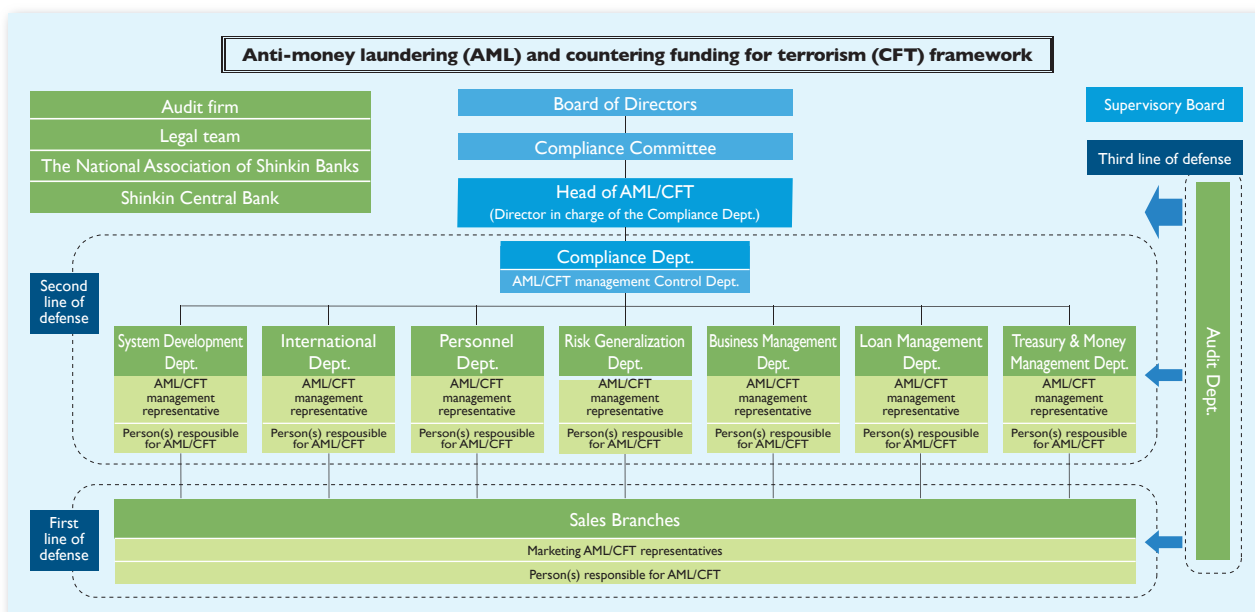 Anti-money laundering (AML) and countering funding for terrorism (CFT) framework
Audit firm
Legal team
The National Association of Shinkin Banks
Shinkin Central Bank
Board of Directors
Compliance Committee
Head of AML/CFT
(Director in charge of the Compliance Dept.)
Supervisory Board
Third line of defense
Compliance Dept.
AML/CFT management Control Dept.
Second
line of
defense
System Development
Dept.
AML/CFT
management
representative
Person(s) respousible
for AML/CFT
International
Dept.
AML/CFT
management
representative
Person(s) respousible
for AML/CFT
Personnel
Dept.
AML/CFT
management
representative
Person(s) respousible
for AML/CFT
Risk Generalization
Dept.
AML/CFT
management
representative
Person(s) respousible
for AML/CFT
Business Management
Dept.
AML/CFT
management
representative
Person(s) respousible
for AML/CFT
Loan Management
Dept.
AML/CFT
management
representative
Person(s) respousible
for AML/CFT
Treasury & Money
Management Dept.
AML/CFT
management
representative
Person(s) respousible
for AML/CFT
Audit Dept.
First
line of
defense
Sales Branches
Marketing AML/CFT representatives
Person(s) responsible for AML/CFT